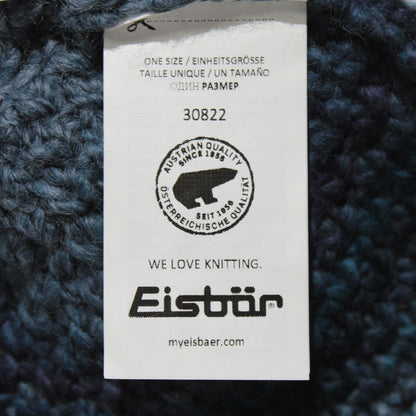 ONE SIZE / EINHEITSGRÖSSE
TAILLE UNIQUE / UN TAMAÑO
ОДИН РАЗМЕР
30822
AUSTRIAN QUALITY
SINCE 1956
SEIT 1956
ÖSTERREICHISCHE QUALITÄT
WE LOVE KNITTING.
Eisbär®
myeisbaer.com